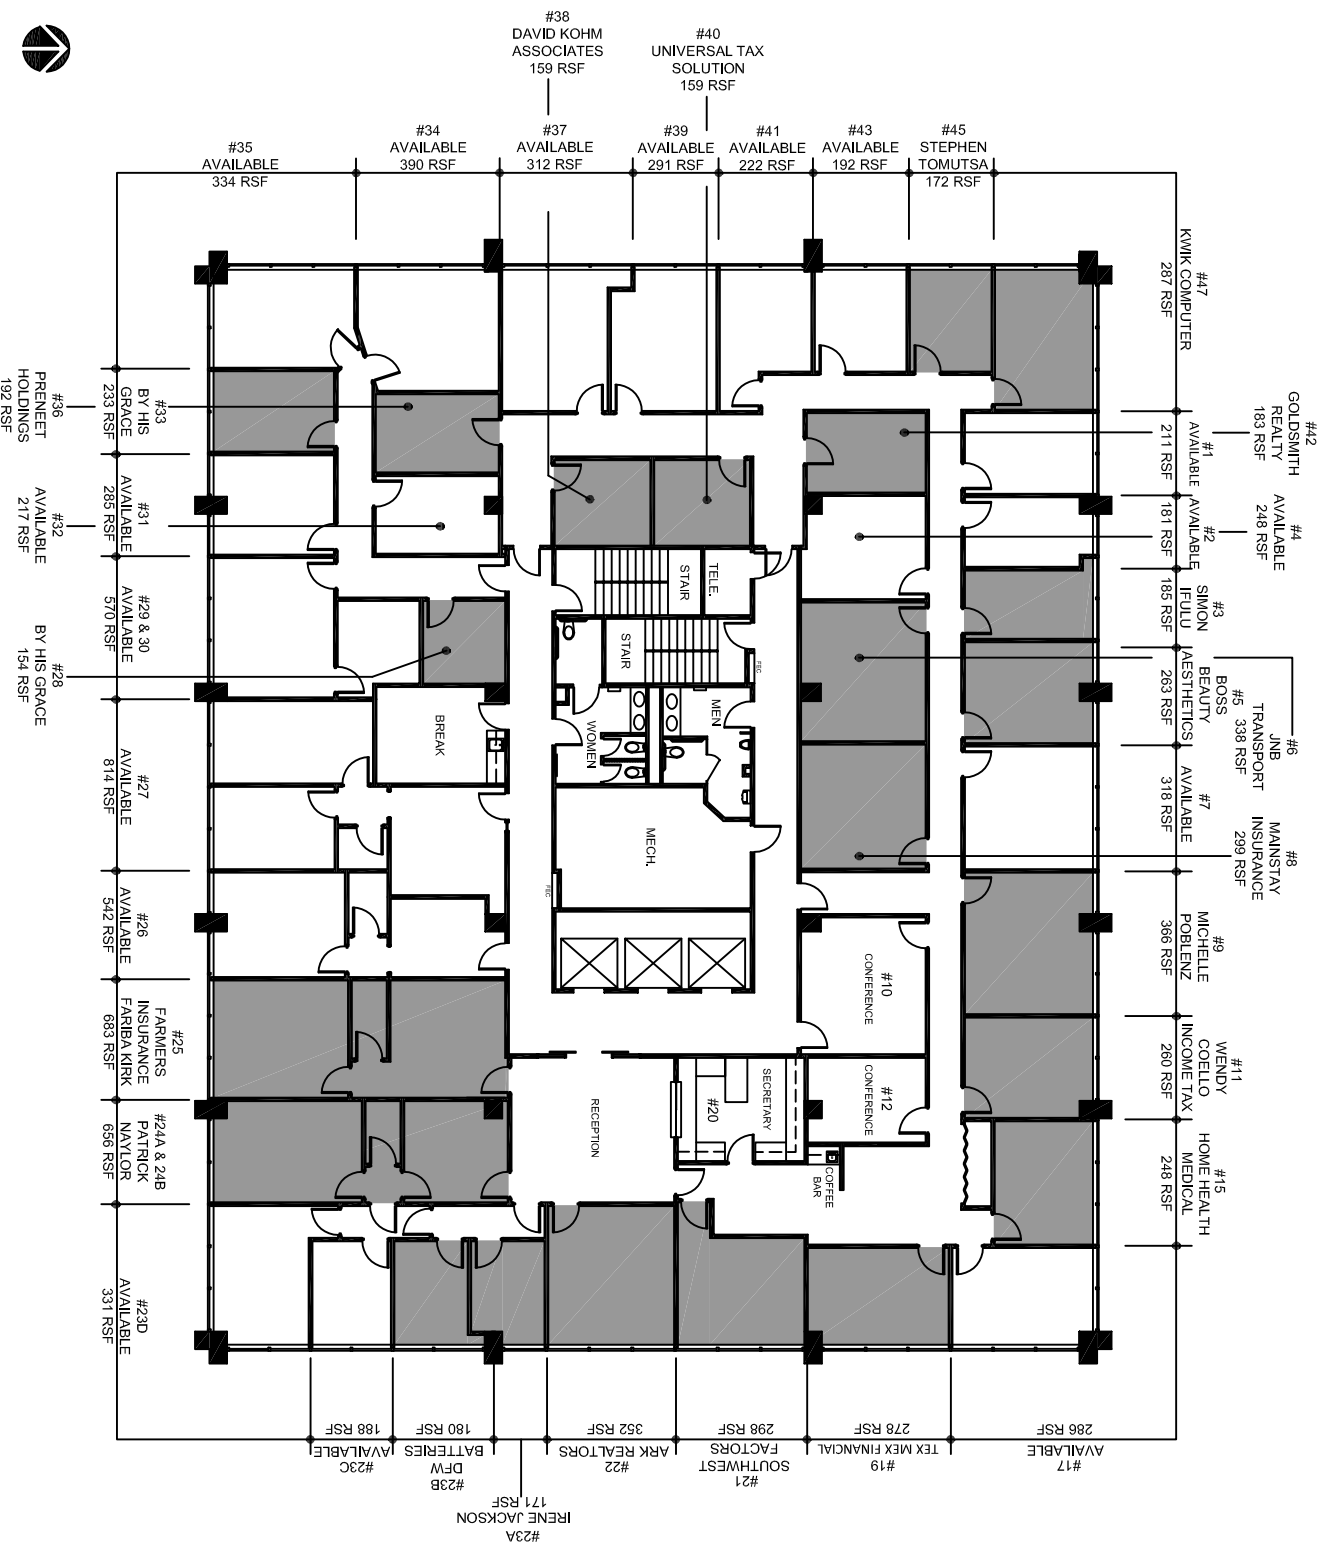 #38
DAVID KOHM
ASSOCIATES
159 RSF
#40
UNIVERSAL TAX
SOLUTION
159 RSF
#35
AVAILABLE
334 RSF
#34
AVAILABLE
390 RSF
#37
AVAILABLE
312 RSF
#39
AVAILABLE
291 RSF
#41
AVAILABLE
222 RSF
#43
AVAILABLE
192 RSF
#45
STEPHEN
TOMUTSA
172 RSF
#47
KWIK COMPUTER
287 RSF
#42
GOLDSMITH
REALTY
183 RSF
#1
AVAILABLE
211 RSF
#4
AVAILABLE
248 RSF
#2
AVAILABLE
181 RSF
#3
SIMON
IFULU
185 RSF
#6
JNB
TRANSPORT
338 RSF
#5
BOSS
BEAUTY
AESTHETICS
263 RSF
#7
AVAILABLE
318 RSF
#8
MAINSTAY
INSURANCE
299 RSF
#9
MICHELLE
POBLENZ
366 RSF
#11
WENDY
COELLO
INCOME TAX
260 RSF
#15
HOME HEALTH
MEDICAL
248 RSF
#36
PRENEET
HOLDINGS
192 RSF
#33
BY HIS
GRACE
233 RSF
#32
AVAILABLE
217 RSF
#31
AVAILABLE
285 RSF
#29 & 30
AVAILABLE
570 RSF
#28
BY HIS GRACE
154 RSF
#27
AVAILABLE
814 RSF
#26
AVAILABLE
542 RSF
#25
FARMERS
INSURANCE
FARIBA KIRK
683 RSF
#24A & 24B
PATRICK
NAYLOR
656 RSF
#23D
AVAILABLE
331 RSF
STAIR
TELE.
STAIR
FEC
MEN
WOMEN
BREAK
MECH.
FEC
#10
CONFERENCE
#12
CONFERENCE
SECRETARY
#20
RECEPTION
COFFEE
BAR
#23C
AVAILABLE
188 RSF
#23B
DFW
BATTERIES
180 RSF
#23A
IRENE JACKSON
171 RSF
#22
ARK REALTORS
352 RSF
#21
SOUTHWEST
FACTORS
298 RSF
#19
TEX MEX FINANCIAL
278 RSF
#17
AVAILABLE
286 RSF